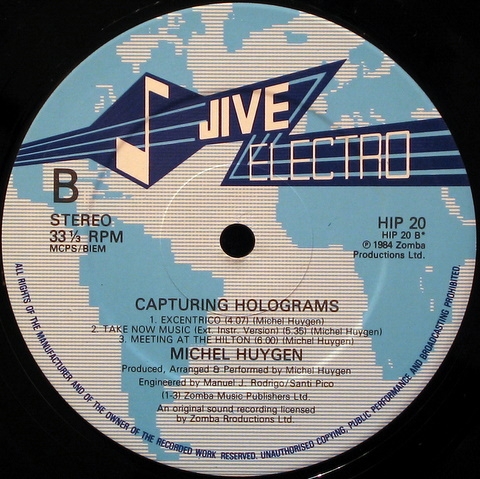 JIVE
ELECTRO
B
STEREO
33⅓ RPM
MCPS/BIEM
HIP 20
HIP 20 B*
℗ 1984 Zomba
Productions Ltd.
CAPTURING HOLOGRAMS
1. EXCENTRICO (4.07) (Michel Huygen)
2. TAKE NOW MUSIC (Ext. Instr. Version) (6.35) (Michel Huygen)
3. MEETING AT THE HILTON (6.00) (Michel Huygen)
MICHEL HUYGEN
Produced, Arranged & Performed by Michel Huygen
Engineered by Manuel J. Rodrigo/Santi Pico
(1-3) Zomba Music Publishers Ltd.
An original sound recording licensed
by Zomba Rroductions Ltd.
ALL RIGHTS OF THE MANUFACTURER AND OF THE OWNER OF THE RECORDED WORK RESERVED. UNAUTHORISED COPYING, PUBLIC PERFORMANCE AND BROADCASTING PROHIBITED.